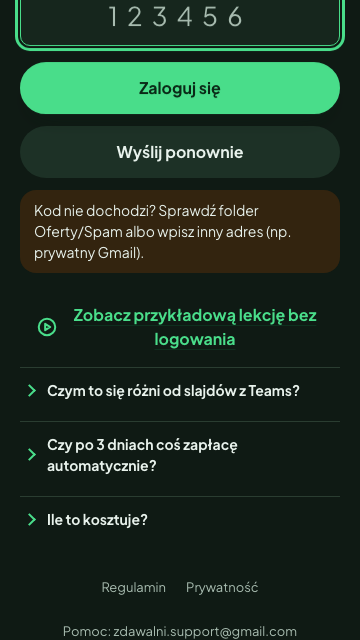 123456
Zaloguj się
Wyślij ponownie
Kod nie dochodzi? Sprawdź folder
Oferty/Spam albo wpisz inny adres (np.
prywatny Gmail).
Zobacz przykładową lekcję bez
logowania
Czym to się różni od slajdów z Teams?
Czy po 3 dniach coś zapłacę
automatycznie?
Ile to kosztuje?
Regulamin Prywatność
Pomoc: zdawalni.support@gmail.com